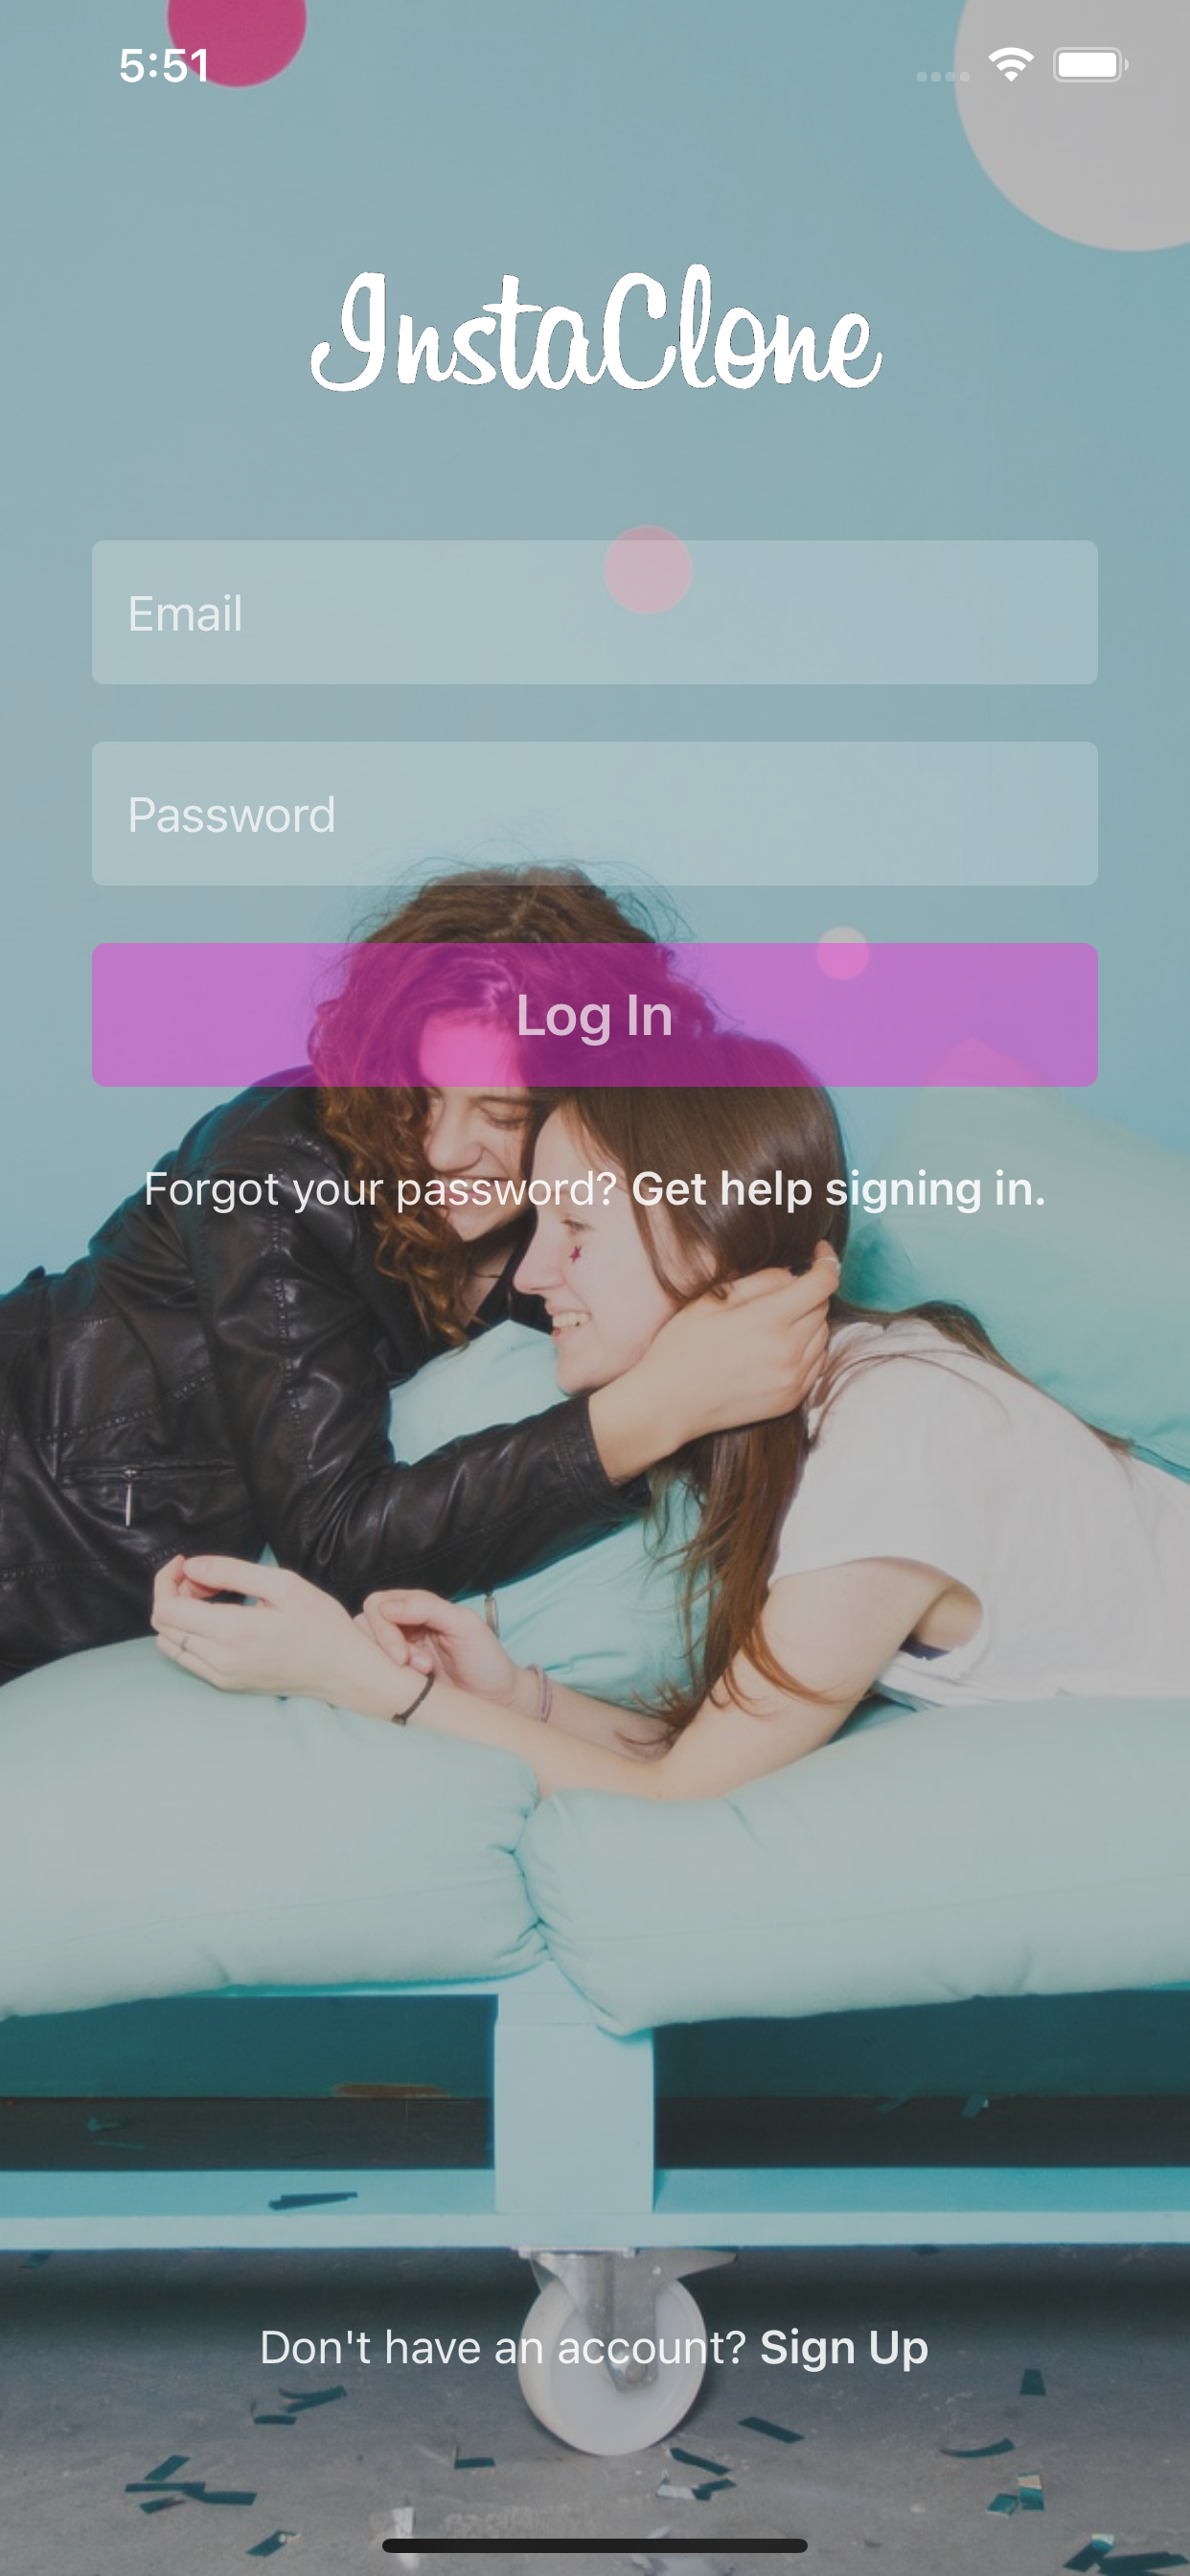 5:51
InstaClone
Email
Password
Log In
Forgot your password? Get help signing in.
Don't have an account? Sign Up